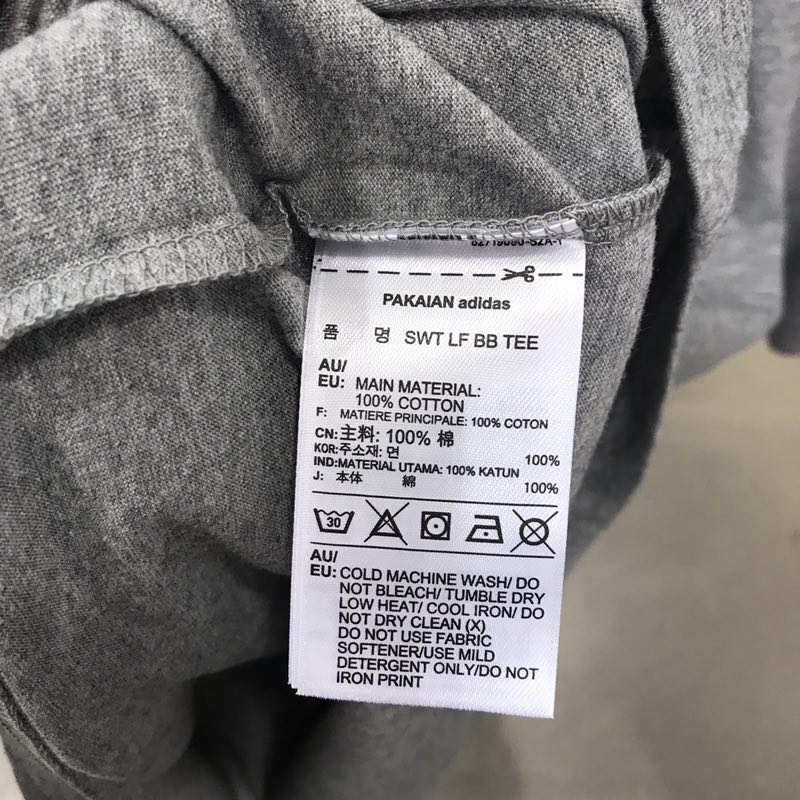 PAKAIAN adidas
품 명 SWT LF BB TEE
AU/
EU: MAIN MATERIAL:
100% COTTON
F: MATIERE PRINCIPALE: 100% COTON
CN: 主料: 100% 棉
KOR:주소재: 면 100%
IND:MATERIAL UTAMA: 100% KATUN
J: 本体 綿 100%
30
AU/
EU: COLD MACHINE WASH/ DO
NOT BLEACH/ TUMBLE DRY
LOW HEAT/ COOL IRON/ DO
NOT DRY CLEAN (X)
DO NOT USE FABRIC
SOFTENER/USE MILD
DETERGENT ONLY/DO NOT
IRON PRINT